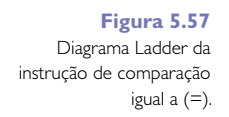 Figura 5.57
Diagrama Ladder da
instrução de comparação
igual a (=).